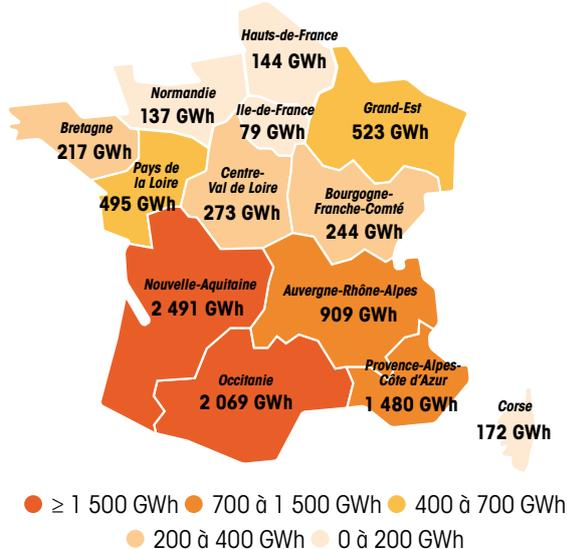 Hauts-de-France
144 GWh
Normandie
137 GWh
Ile-de-France
79 GWh
Grand-Est
523 GWh
Bretagne
217 GWh
Pays de
la Loire
495 GWh
Centre-
Val de Loire
273 GWh
Bourgogne-
Franche-Comté
244 GWh
Nouvelle-Aquitaine
2 491 GWh
Auvergne-Rhône-Alpes
909 GWh
Occitanie
2 069 GWh
Provence-Alpes-
Côte d'Azur
1 480 GWh
Corse
172 GWh
≥ 1 500 GWh 700 à 1 500 GWh 400 à 700 GWh
200 à 400 GWh 0 à 200 GWh